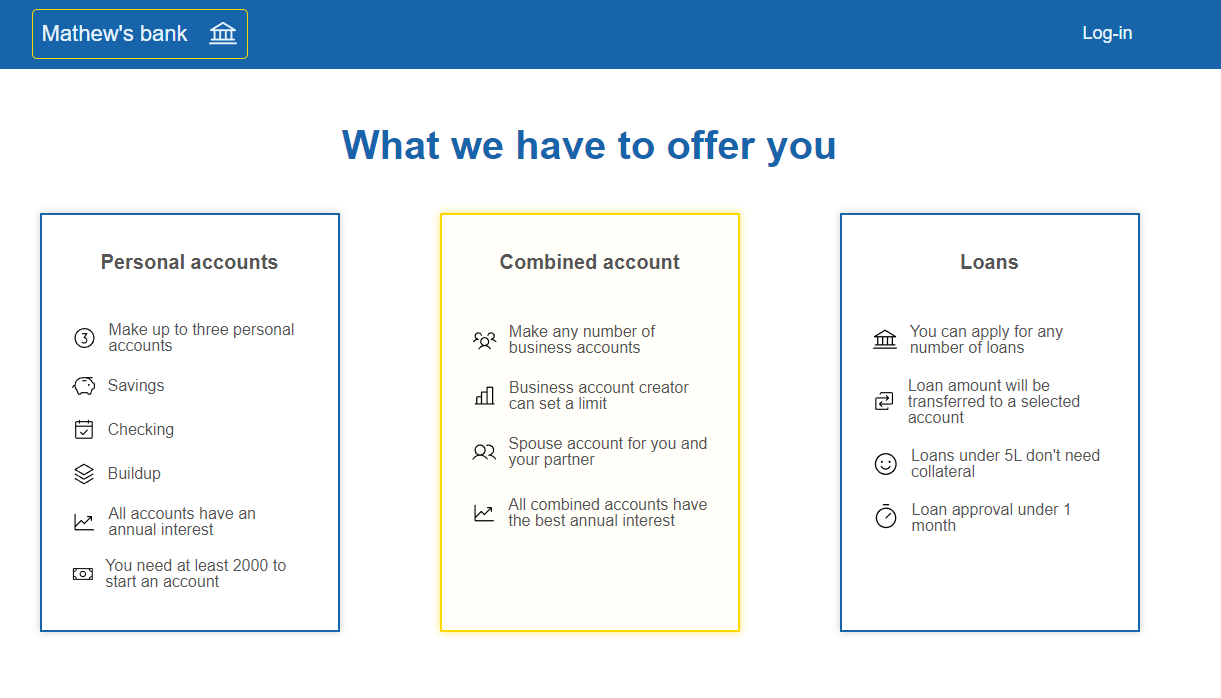 Mathew's bank
Log-in
What we have to offer you
Personal accounts
3
Make up to three personal
accounts
Savings
Checking
Buildup
All accounts have an
annual interest
You need at least 2000 to
start an account
Combined account
Make any number of
business accounts
Business account creator
can set a limit
Spouse account for you and
your partner
All combined accounts have
the best annual interest
Loans
You can apply for any
number of loans
Loan amount will be
transferred to a selected
account
Loans under 5L don't need
collateral
Loan approval under 1
month